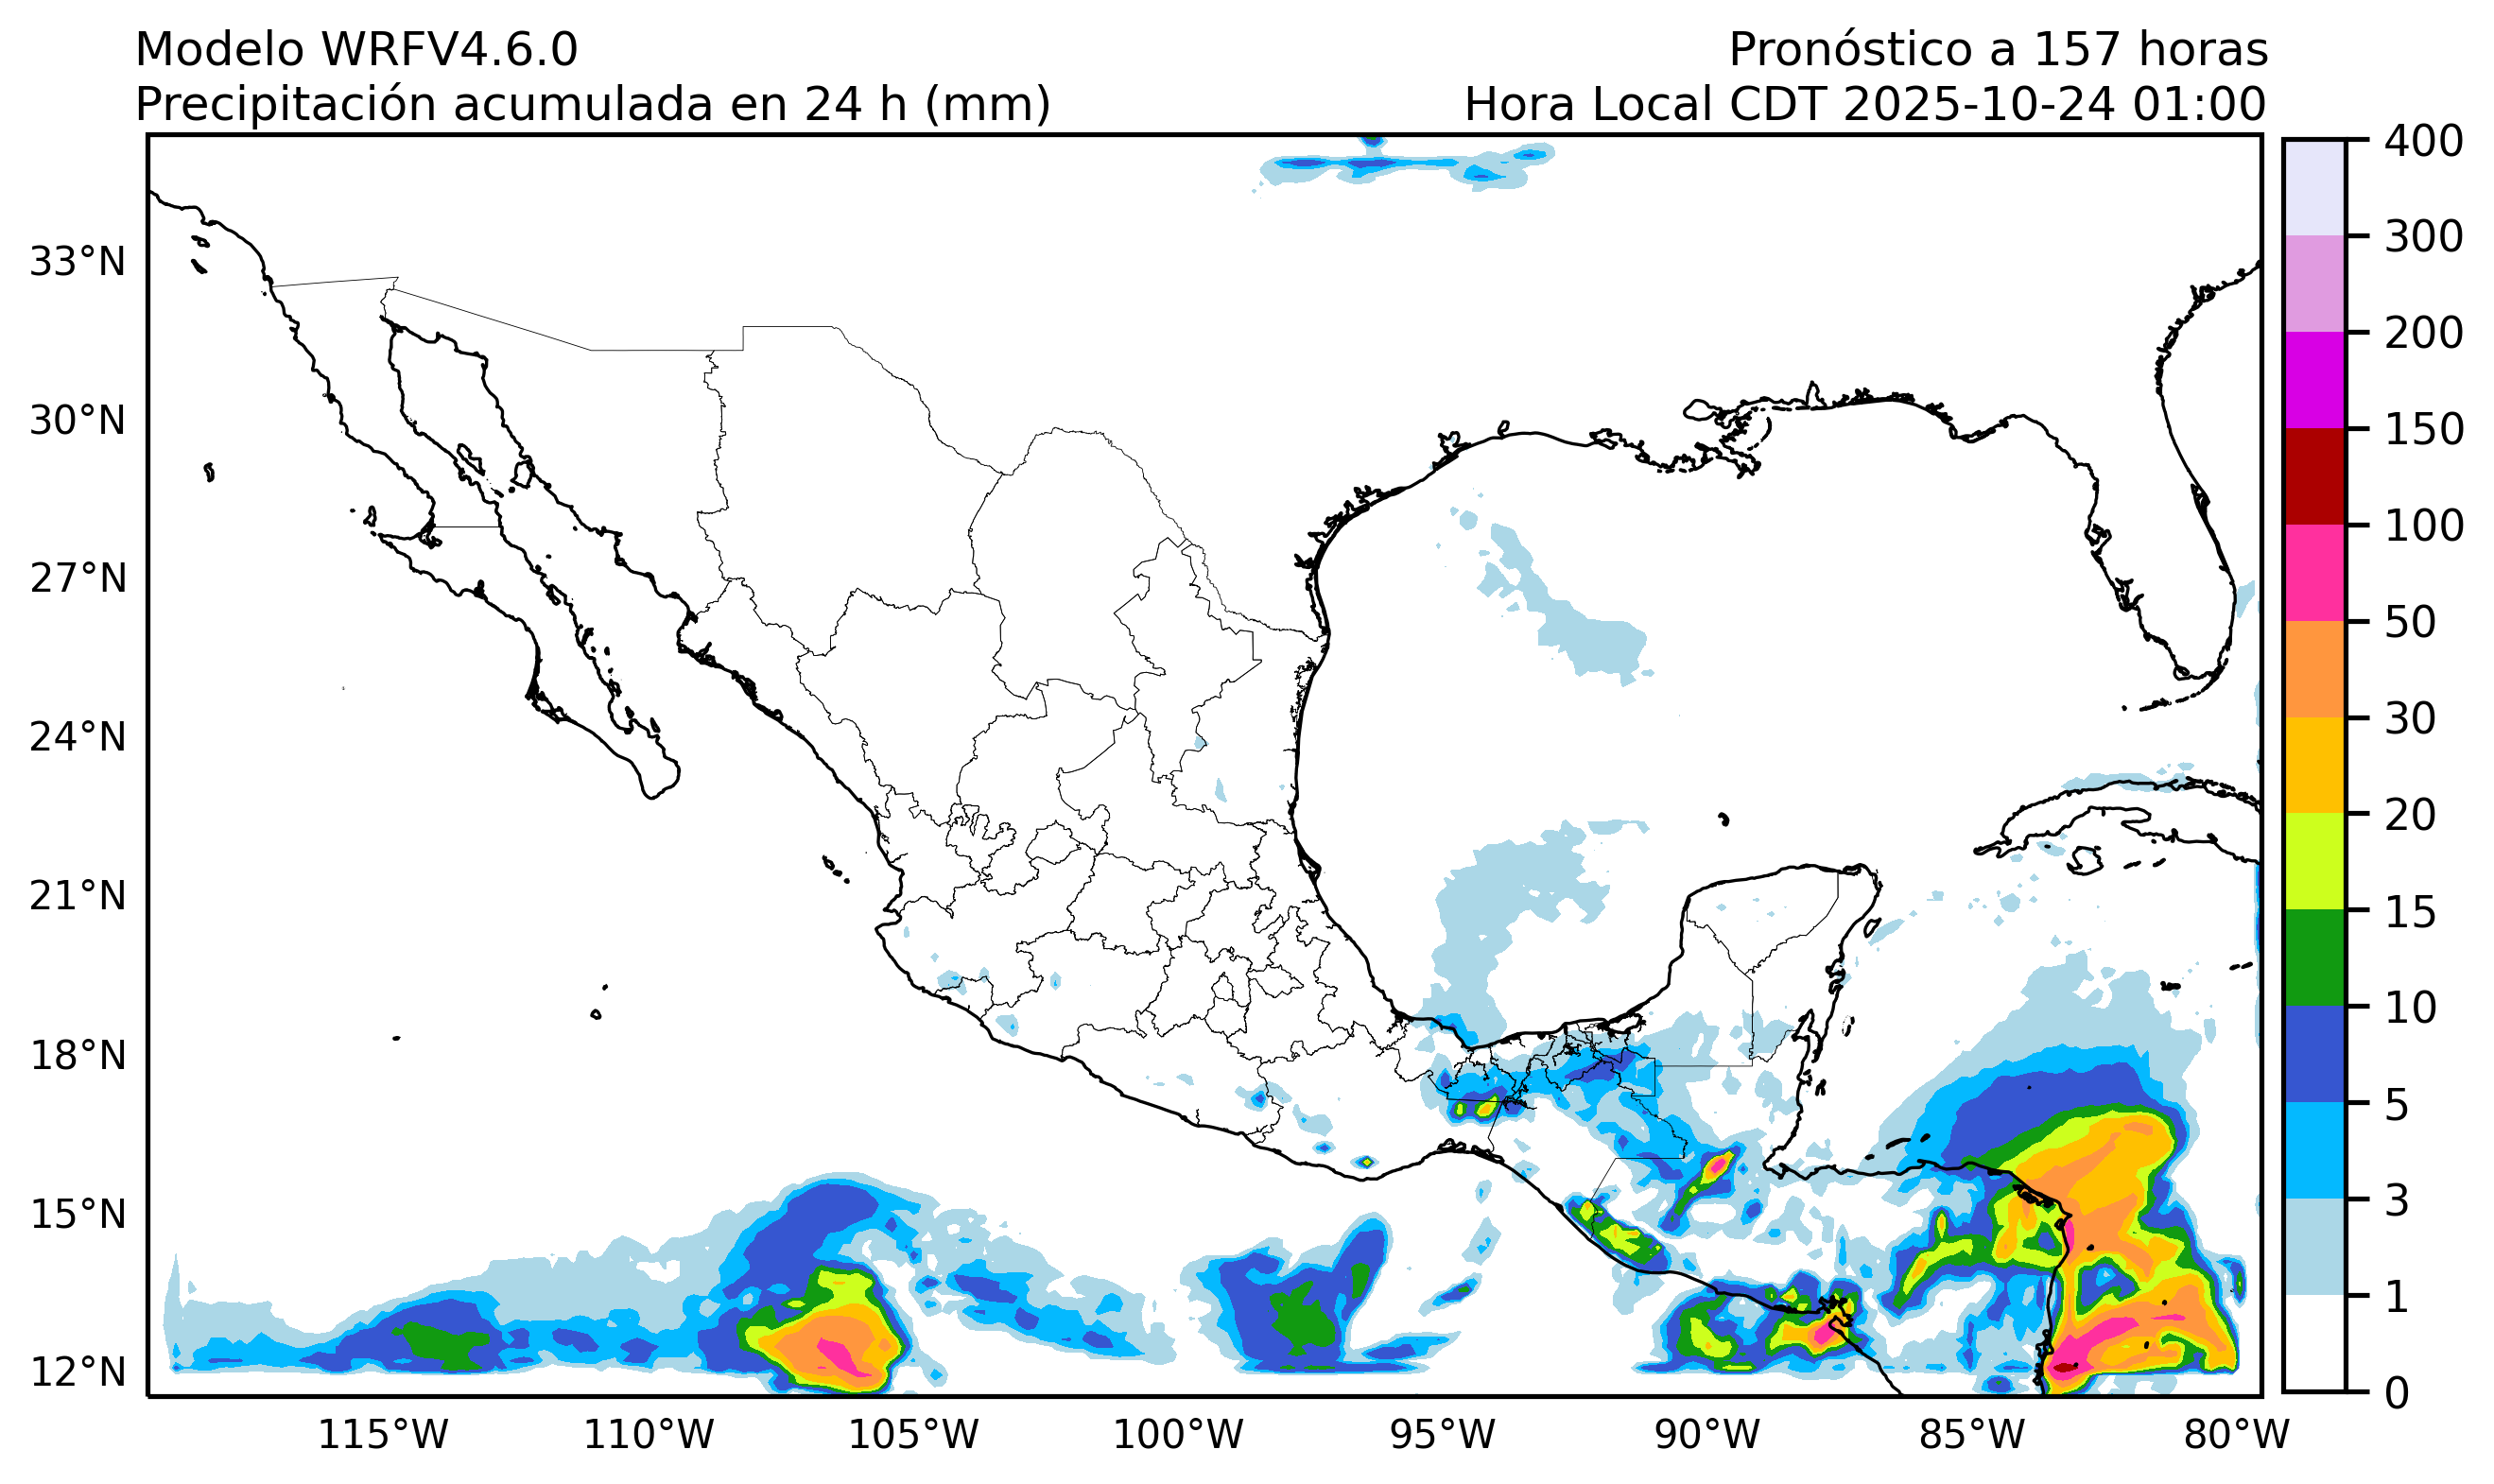 Modelo WRFV4.6.0
Pronóstico a 157 horas
Precipitación acumulada en 24 h (mm)
Hora Local CDT 2025-10-24 01:00
33°N
30°N
27°N
24°N
21°N
18°N
15°N
12°N
115°W
110°W
105°W
100°W
95°W
90°W
85°W
80°W
400
300
200
150
100
50
30
20
15
10
5
3
1
0